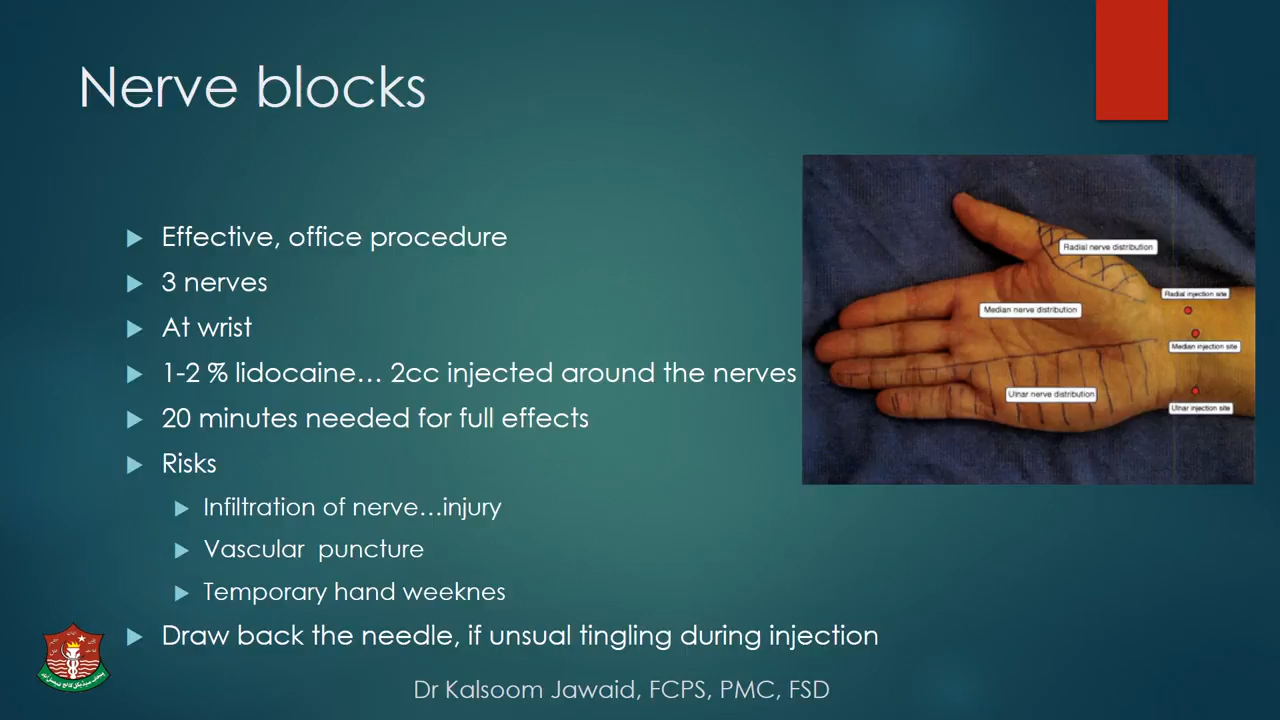 Nerve blocks
Effective, office procedure
3 nerves
At wrist
1-2 % lidocaine… 2cc injected around the nerves
20 minutes needed for full effects
Risks
Infiltration of nerve…injury
Vascular puncture
Temporary hand weeknes
Draw back the needle, if unsual tingling during injection
Radial nerve distribution
Radial injection site
Median nerve distribution
Median injection site
Ulnar nerve distribution
Ulnar injection site
Dr Kalsoom Jawaid, FCPS, PMC, FSD